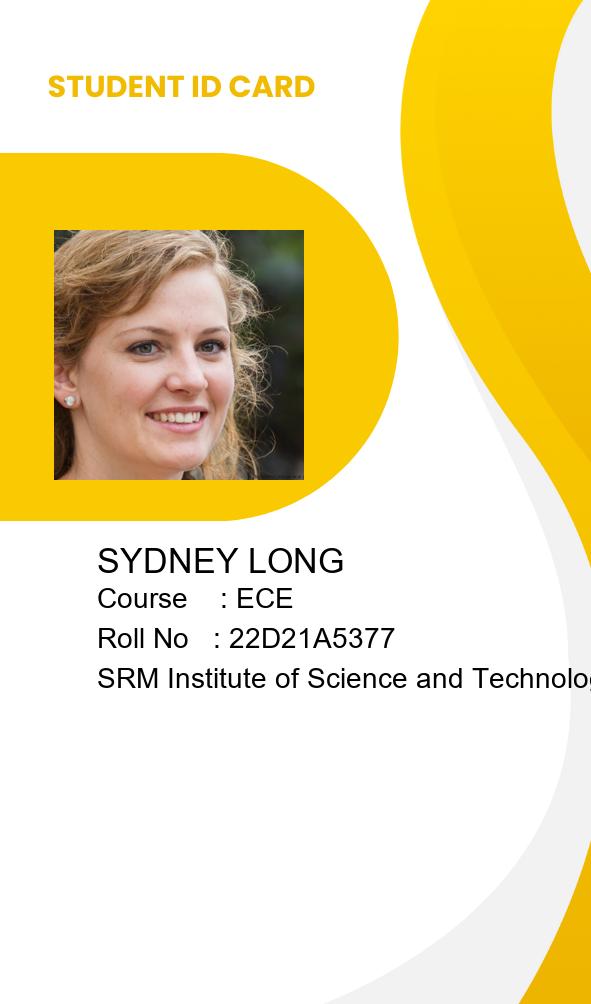 STUDENT ID CARD
SYDNEY LONG
Course : ECE
Roll No : 22D21A5377
SRM Institute of Science and Technolog